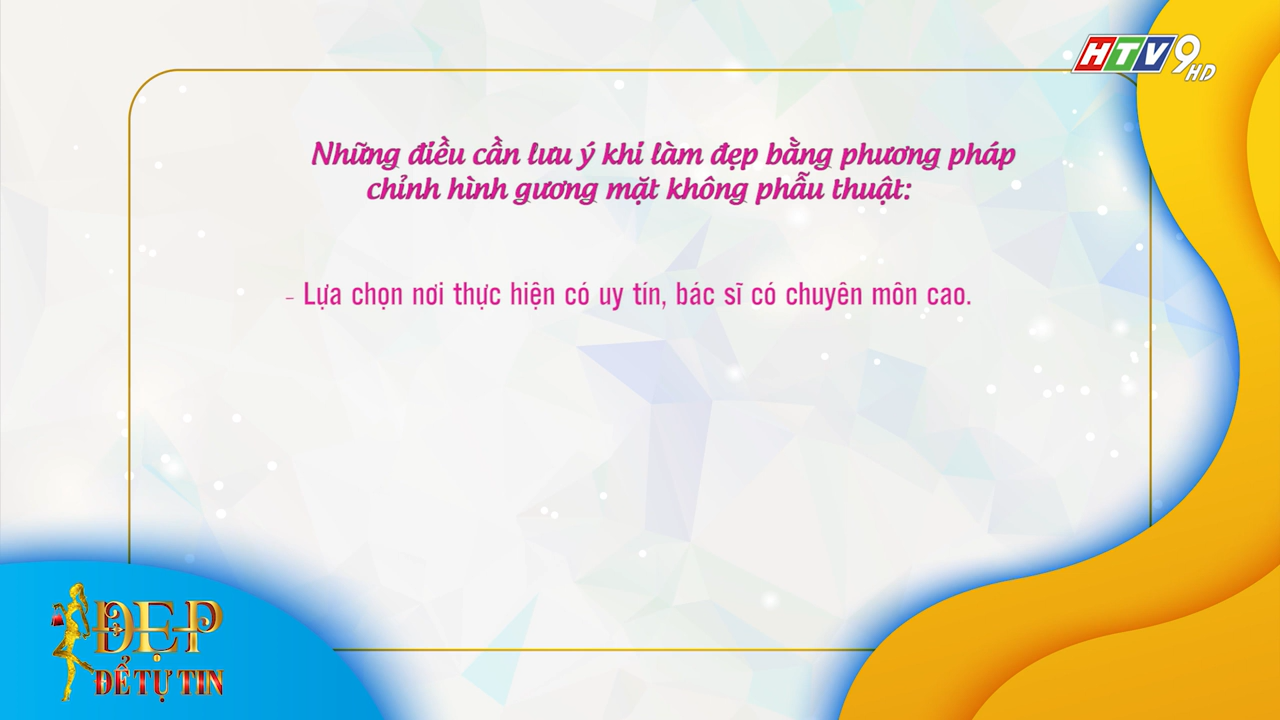 HTV9
HD
Những điều cần lưu ý khi làm đẹp bằng phương pháp
chỉnh hình gương mặt không phẫu thuật:
- Lựa chọn nơi thực hiện có uy tín, bác sĩ có chuyên môn cao.
ĐẸP
ĐỂ TỰ TIN